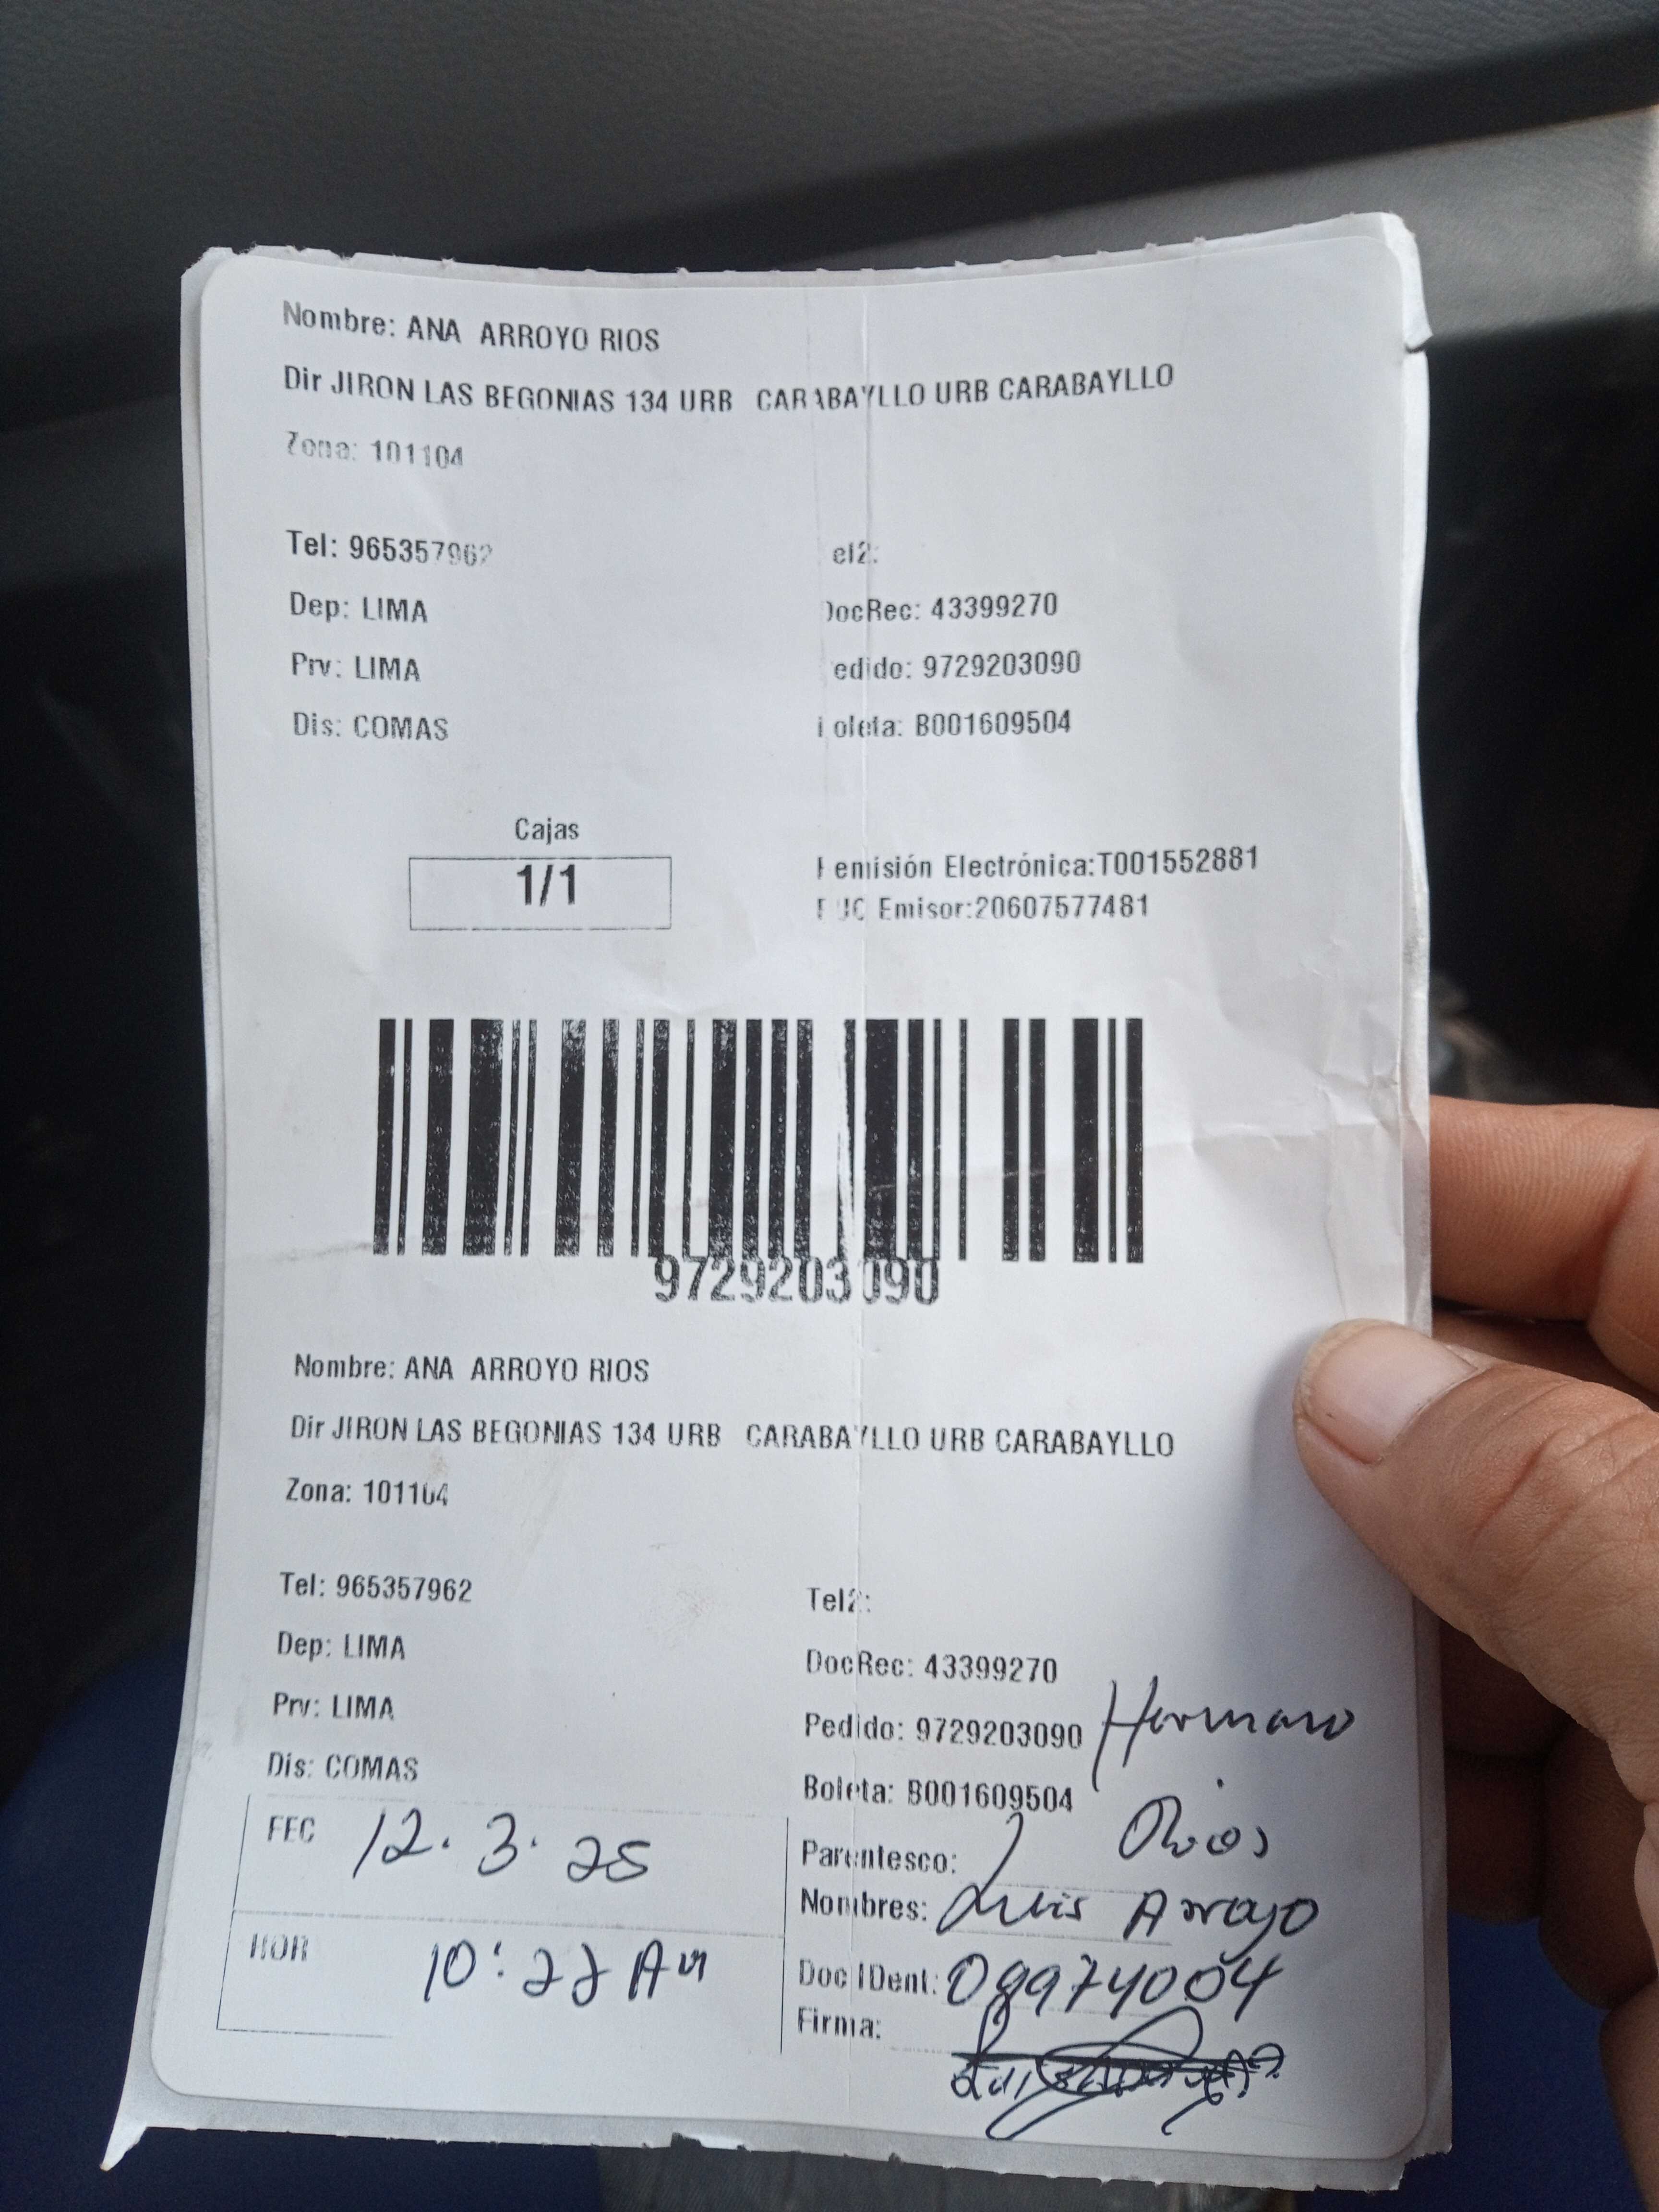 Nombre: ANA ARROYO RIOS
Dir JIRON LAS BEGONIAS 134 URB CARABAYLLO URB CARABAYLLO
Zona: 101104
Tel: 965357962 el2:
Dep: LIMA DocRec: 43399270
Prv: LIMA edido: 9729203090
Dis: COMAS oleta: B001609504
Cajas
1/1
emisión Electrónica:T001552881
Emisor:20607577481
9729203090
Nombre: ANA ARROYO RIOS
Dir JIRON LAS BEGONIAS 134 URB CARABAYLLO URB CARABAYLLO
Zona: 101104
Tel: 965357962 Tel2:
Dep: LIMA DocRec: 43399270
Prv: LIMA Pedido: 9729203090 Hermano
Dis: COMAS Boleta: B001609504
FEC 12.3.25 Parentesco: Rios
Nombres: Luis Arroyo
HOR 10:22 AM Doc IDent: 08974004
Firma: